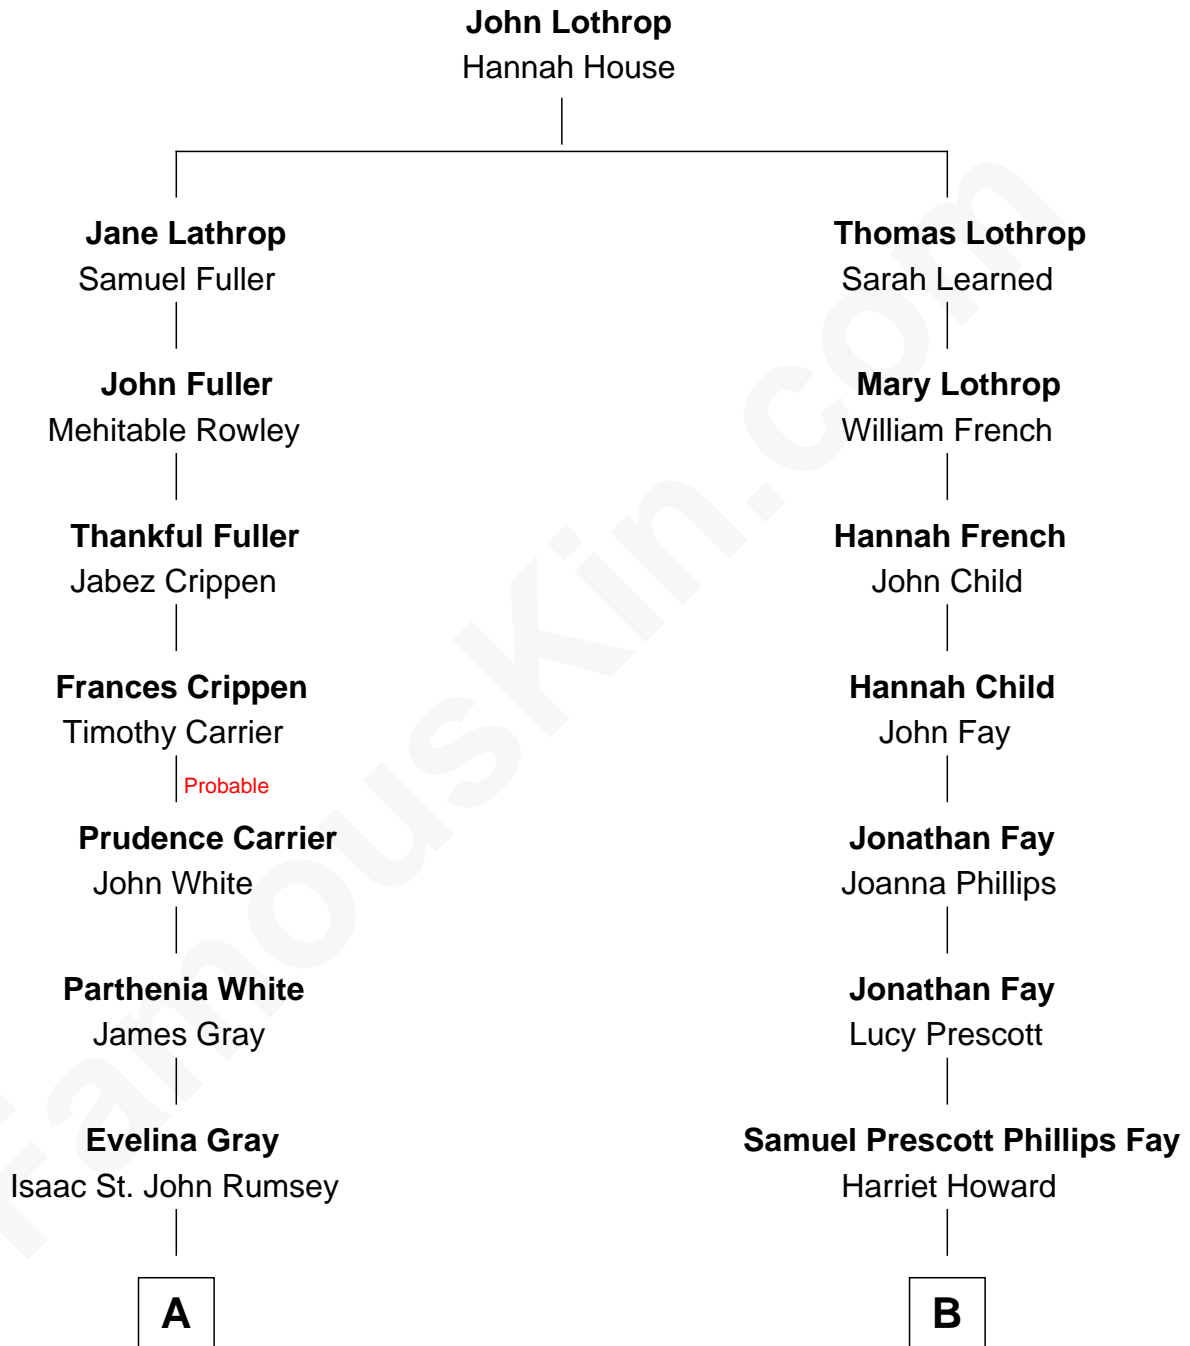 John Lothrop
Hannah House
Jane Lathrop
Samuel Fuller
Thomas Lothrop
Sarah Learned
John Fuller
Mehitable Rowley
Mary Lothrop
William French
Thankful Fuller
Jabez Crippen
Hannah French
John Child
Frances Crippen
Timothy Carrier
Hannah Child
John Fay
Probable
Prudence Carrier
John White
Jonathan Fay
Joanna Phillips
Parthenia White
James Gray
Jonathan Fay
Lucy Prescott
Evelina Gray
Isaac St. John Rumsey
Samuel Prescott Phillips Fay
Harriet Howard
A
B
FamousKin.com